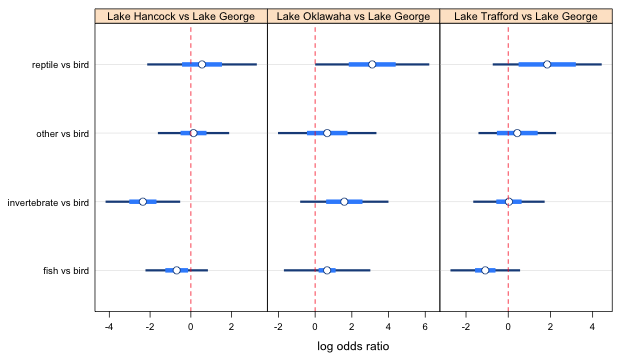 Lake Hancock vs Lake George Lake Oklawaha vs Lake George Lake Trafford vs Lake George
reptile vs bird
other vs bird
invertebrate vs bird
fish vs bird
-4 -2 0 2 -2 0 2 4 6 -2 0 2 4
log odds ratio